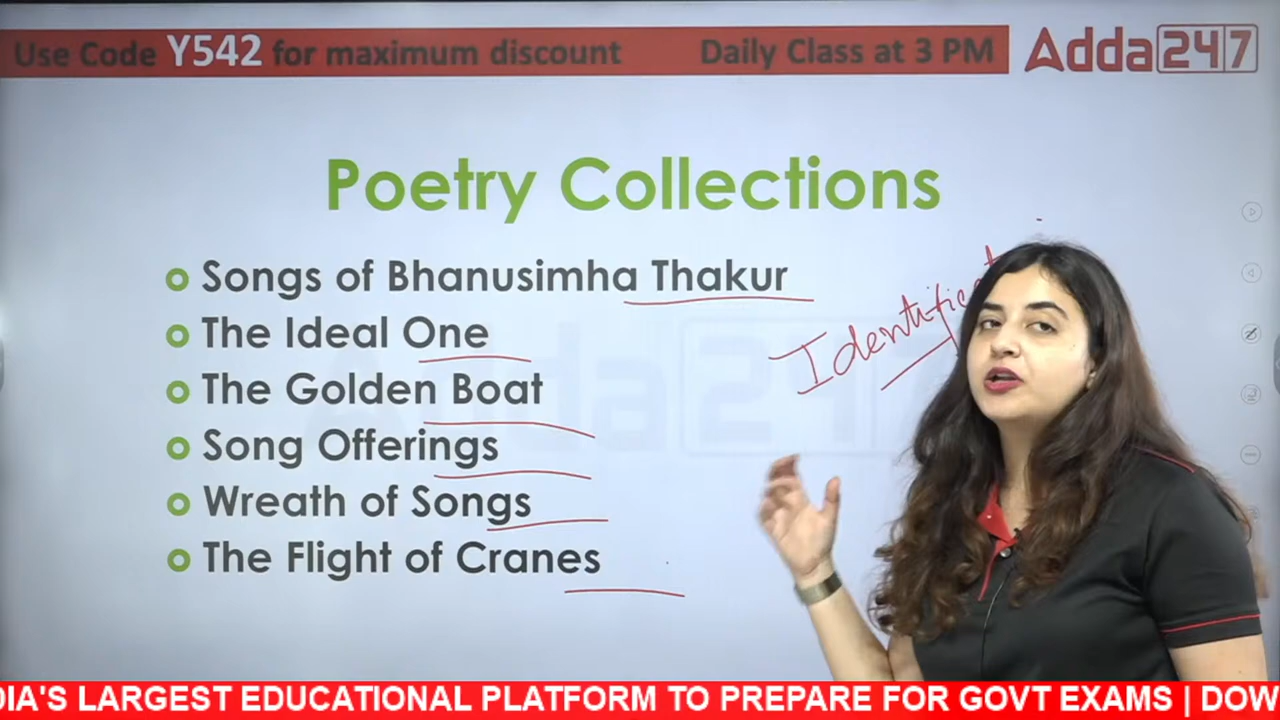 Use Code Y542 for maximum discount Daily Class at 3 PM Adda247
Poetry Collections
Songs of Bhanusimha Thakur
The Ideal One
The Golden Boat
Song Offerings
Wreath of Songs
The Flight of Cranes
DIA'S LARGEST EDUCATIONAL PLATFORM TO PREPARE FOR GOVT EXAMS | DOW